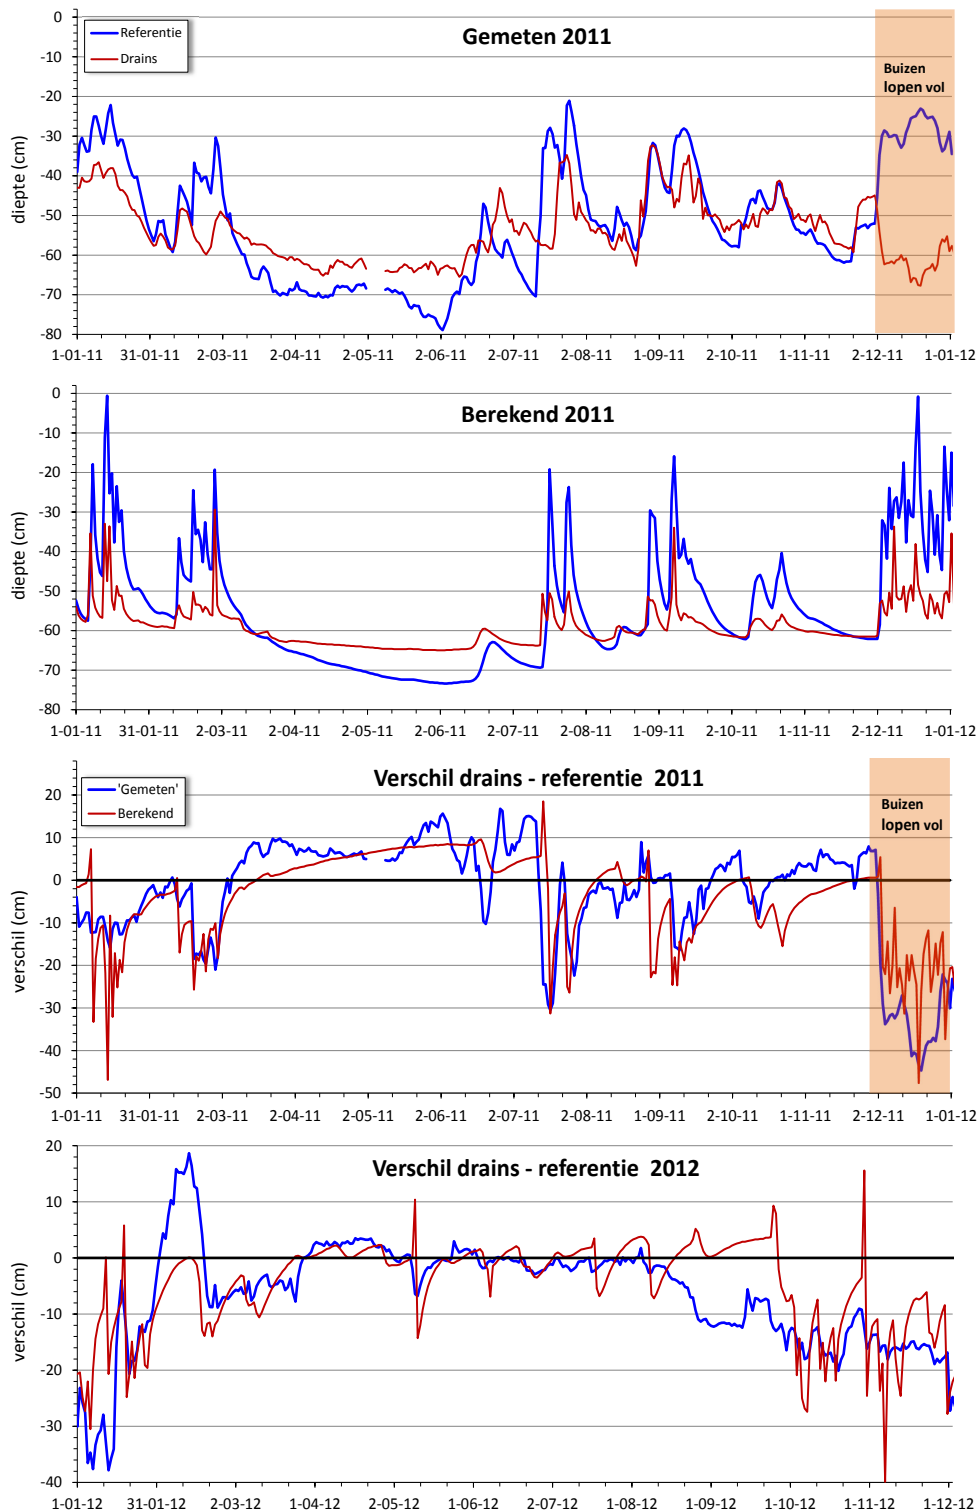 Gemeten 2011
Referentie
Drains
Buizen
lopen vol
diepte (cm)
0
-10
-20
-30
-40
-50
-60
-70
-80
1-01-11 31-01-11 2-03-11 2-04-11 2-05-11 2-06-11 2-07-11 2-08-11 1-09-11 2-10-11 1-11-11 2-12-11 1-01-12
Berekend 2011
diepte (cm)
0
-10
-20
-30
-40
-50
-60
-70
-80
1-01-11 31-01-11 2-03-11 2-04-11 2-05-11 2-06-11 2-07-11 2-08-11 1-09-11 2-10-11 1-11-11 2-12-11 1-01-12
Verschil drains - referentie 2011
'Gemeten'
Berekend
Buizen
lopen vol
verschil (cm)
20
10
0
-10
-20
-30
-40
-50
1-01-11 31-01-11 2-03-11 2-04-11 2-05-11 2-06-11 2-07-11 2-08-11 1-09-11 2-10-11 1-11-11 2-12-11 1-01-12
Verschil drains - referentie 2012
verschil (cm)
20
10
0
-10
-20
-30
-40
1-01-12 31-01-12 2-03-12 1-04-12 2-05-12 1-06-12 2-07-12 1-08-12 1-09-12 1-10-12 1-11-12 1-12-12